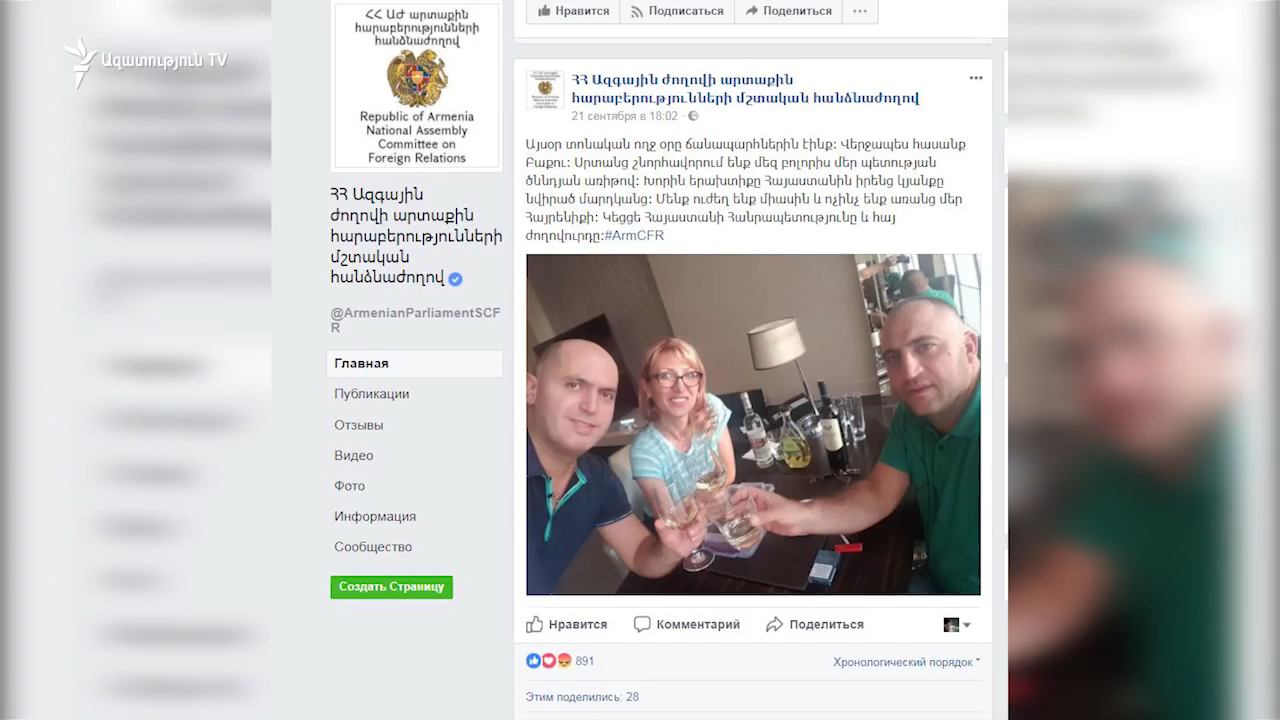 Ազատություն TV
ՀՀ ԱԺ արտաքին
հարաբերությունների
հանձնաժողով
Republic of Armenia
National Assembly
Committee on
Foreign Relations
ՀՀ Ազգային
ժողովի արտաքին
հարաբերությունների
մշտական
հանձնաժողով
@ArmenianParliamentSCF
R
Главная
Публикации
Отзывы
Видео
Фото
Информация
Сообщество
Создать Страницу
Нравится
Подписаться
Поделиться
ՀՀ Ազգային ժողովի արտաքին
հարաբերությունների մշտական հանձնաժողով
21 сентября в 18:02 ·
Այսօր տոնական ողջ օրը ճանապարհներին էինք: Վերջապես հասանք
Բաքու: Սրտանց շնորհավորում ենք մեզ բոլորիս մեր պետության
ծննդյան առիթով: Խորին երախտիքը Հայաստանին իրենց կյանքը
նվիրած մարդկանց: Մենք ուժեղ ենք միասին և ոչինչ ենք առանց մեր
Հայրենիքի: Կեցցե Հայաստանի Հանրապետությունը և հայ
ժողովուրդը:#ArmCFR
Нравится
Комментарий
Поделиться
891
Хронологический порядок
Этим поделились: 28